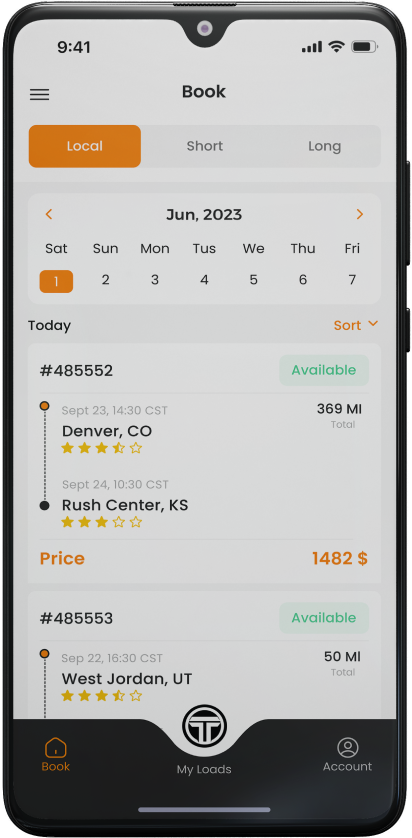 9:41
Book
Local Short Long
Jun, 2023
Sat Sun Mon Tus We Thu Fri
1 2 3 4 5 6 7
Today Sort
#485552 Available
Sept 23, 14:30 CST 369 MI
Denver, CO Total
Sept 24, 10:30 CST
Rush Center, KS
Price 1482 $
#485553 Available
Sep 22, 16:30 CST 50 MI
West Jordan, UT Total
Book My Loads Account